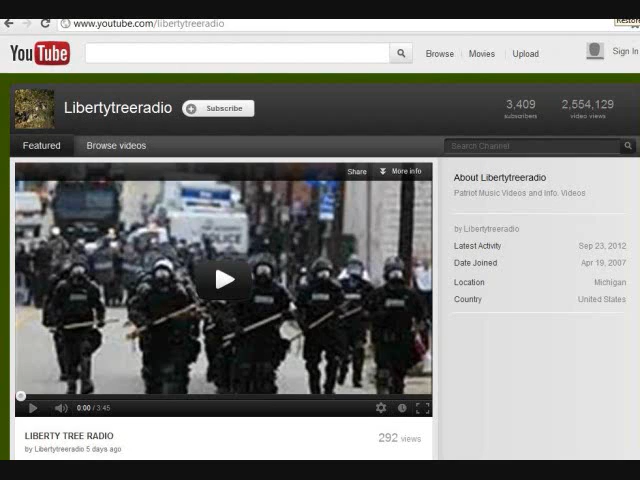 www.youtube.com/libertytreeradio
Restore
YouTube
Browse Movies Upload Sign In
Libertytreeradio Subscribe
3,409 2,554,129
subscribers video views
Featured Browse videos Search Channel
Share More info
POLICE
0:00 / 3:45
LIBERTY TREE RADIO 292 views
by Libertytreeradio 5 days ago
About Libertytreeradio
Patriot Music Videos and Info. Videos
by Libertytreeradio
Latest Activity Sep 23, 2012
Date Joined Apr 19, 2007
Location Michigan
Country United States